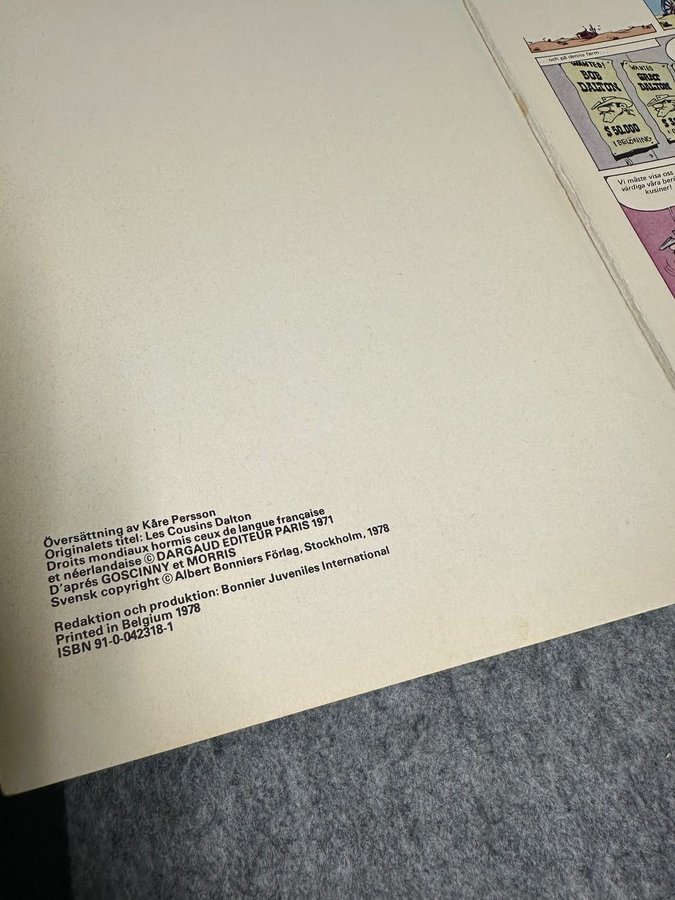 Översättning av Kåre Persson
Originalets titel: Les Cousins Dalton
Droits mondiaux hormis ceux de langue française
et néerlandaise © DARGAUD EDITEUR PARIS 1971
D'aprés GOSCINNY et MORRIS
Svensk copyright © Albert Bonniers Förlag, Stockholm, 1978
Redaktion och produktion: Bonnier Juveniles International
Printed in Belgium 1978
ISBN 91-0-042318-1
...och på denna farm...
WANTED!
BOB
DALTON
$ 50.000
I BELÖNING
WANTED
GRAT
DALTON
Vi måste visa oss
värdiga våra
kusiner!